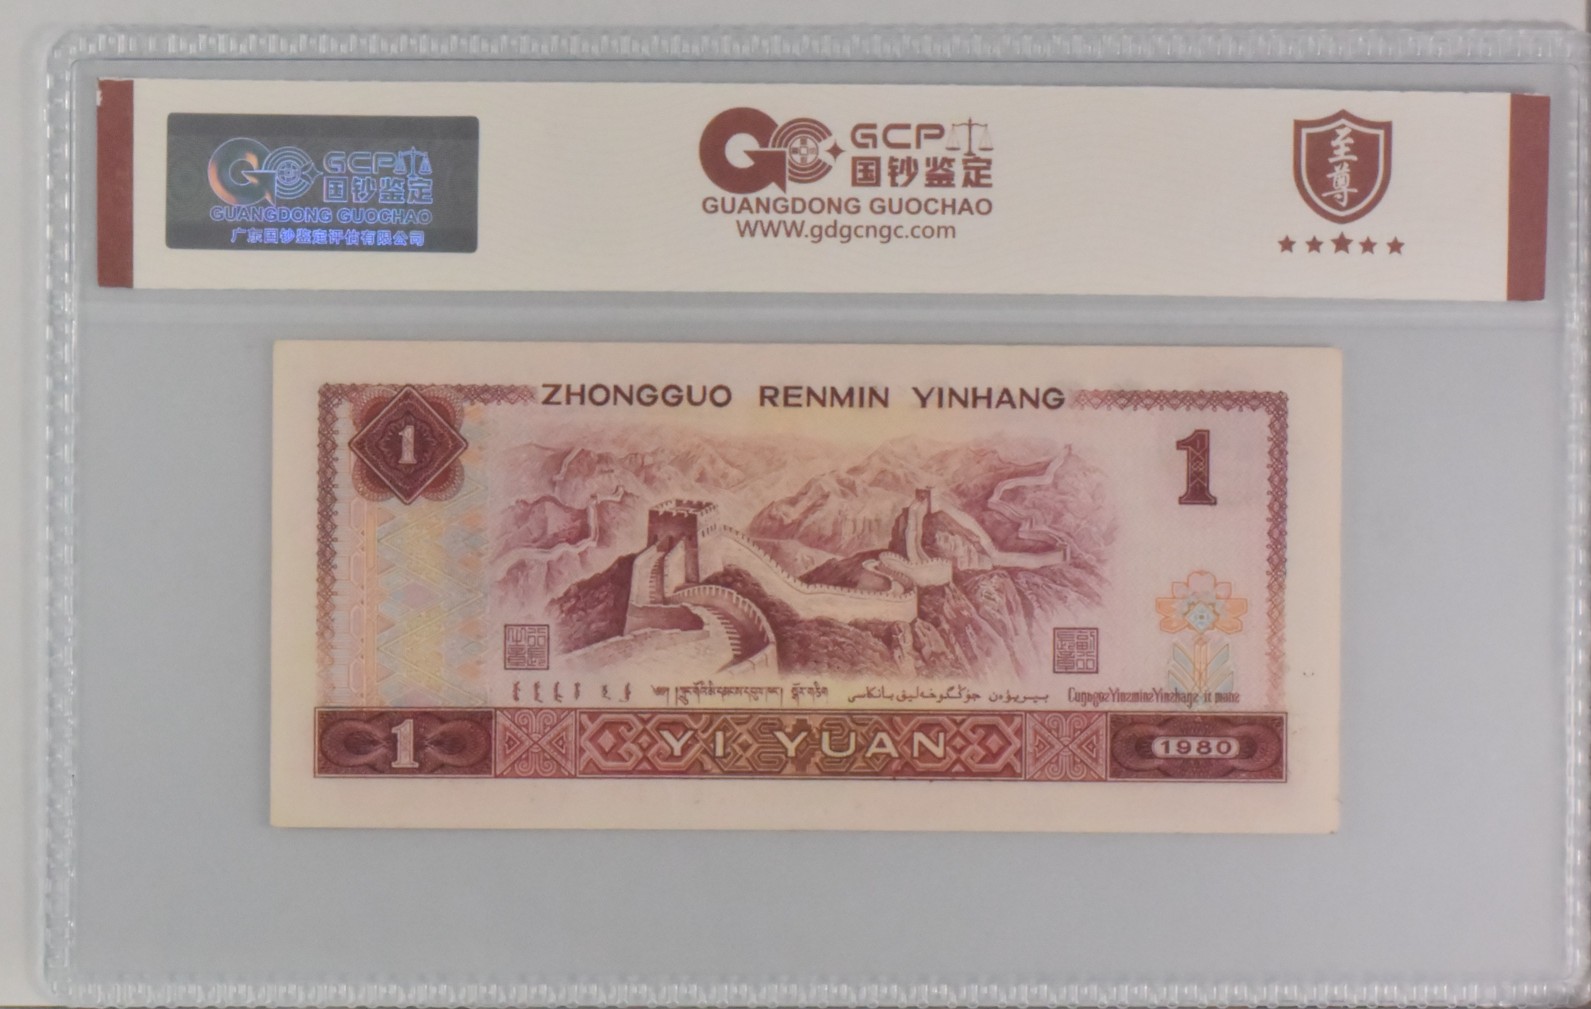 GCP
国钞鉴定
GUANGDONG GUOCHAO
广东国钞鉴定评估有限公司
GCP
国钞鉴定
GUANGDONG GUOCHAO
WWW.gdgcngc.com
至
尊
ZHONGGUO RENMIN YINHANG
1
1
1
YI YUAN
1980